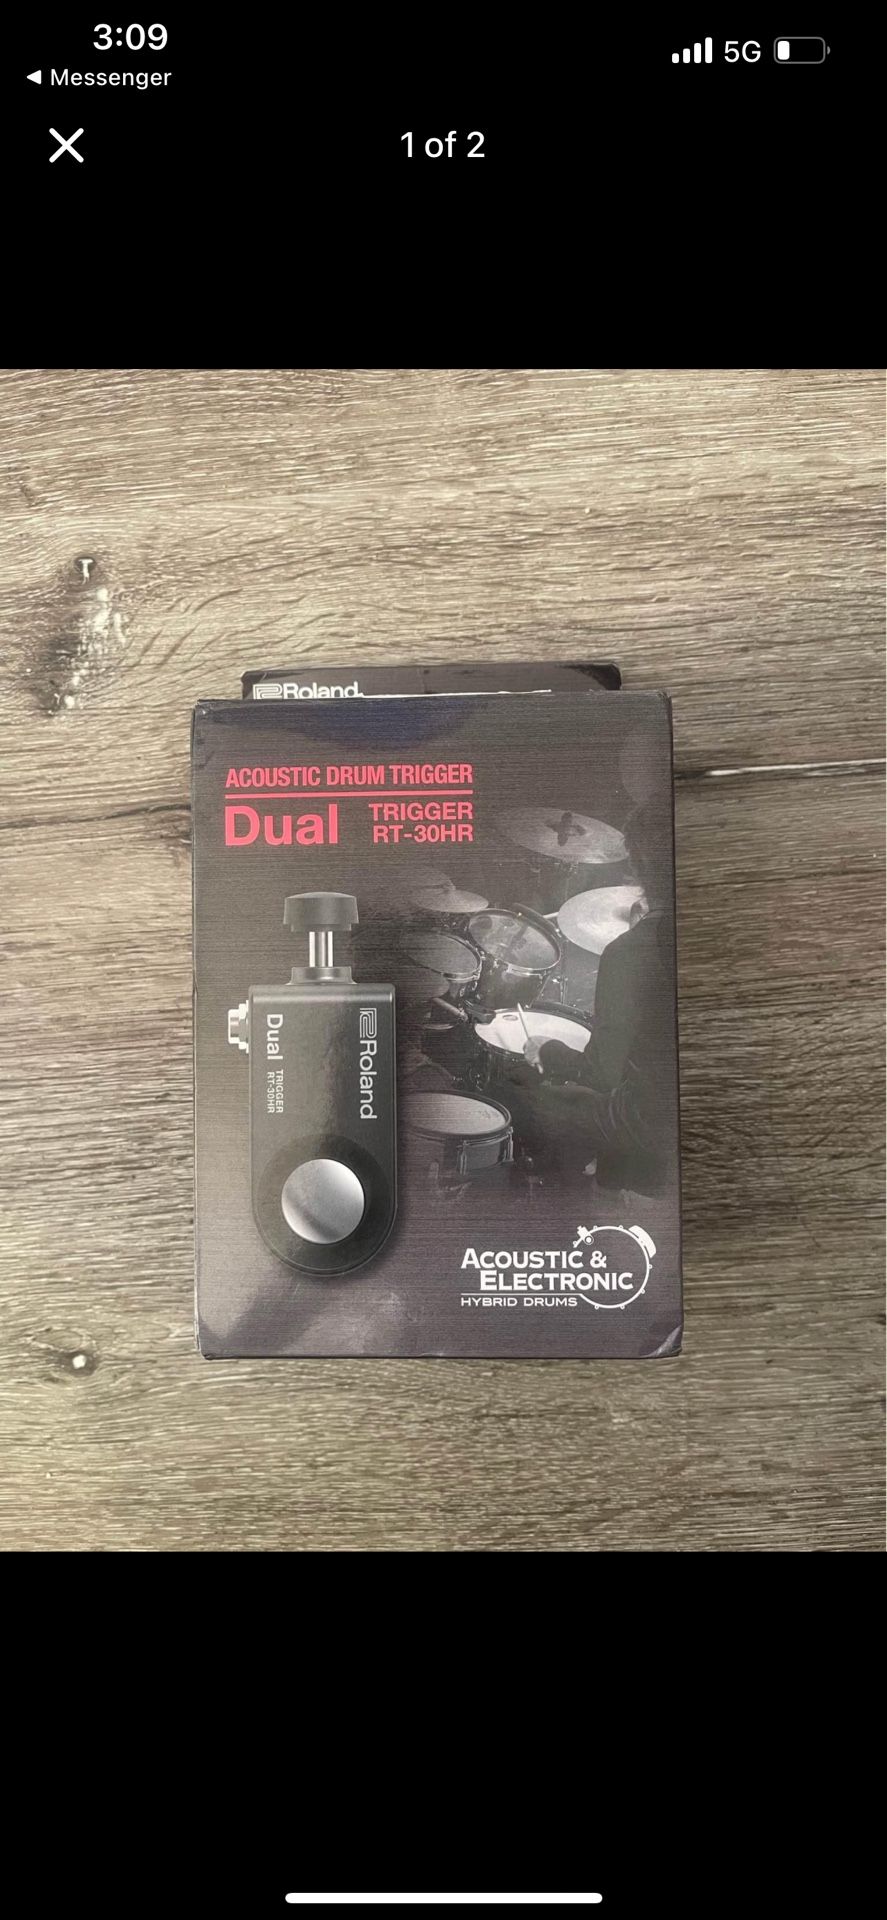 3:09
5G
◀ Messenger
1 of 2
Roland
ACOUSTIC DRUM TRIGGER
Dual TRIGGER
RT-30HR
Roland
Dual TRIGGER
RT-30HR
ACOUSTIC &
ELECTRONIC
HYBRID DRUMS